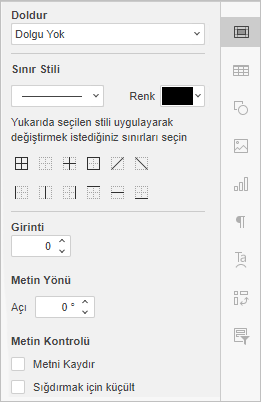 Doldur
Dolgu Yok
Sınır Stili
Renk
Yukarıda seçilen stili uygulayarak
değiştirmek istediğiniz sınırları seçin
Girinti
0
Metin Yönü
Açı 0 °
Metin Kontrolü
Metni Kaydır
Sığdırmak için küçült
Ta